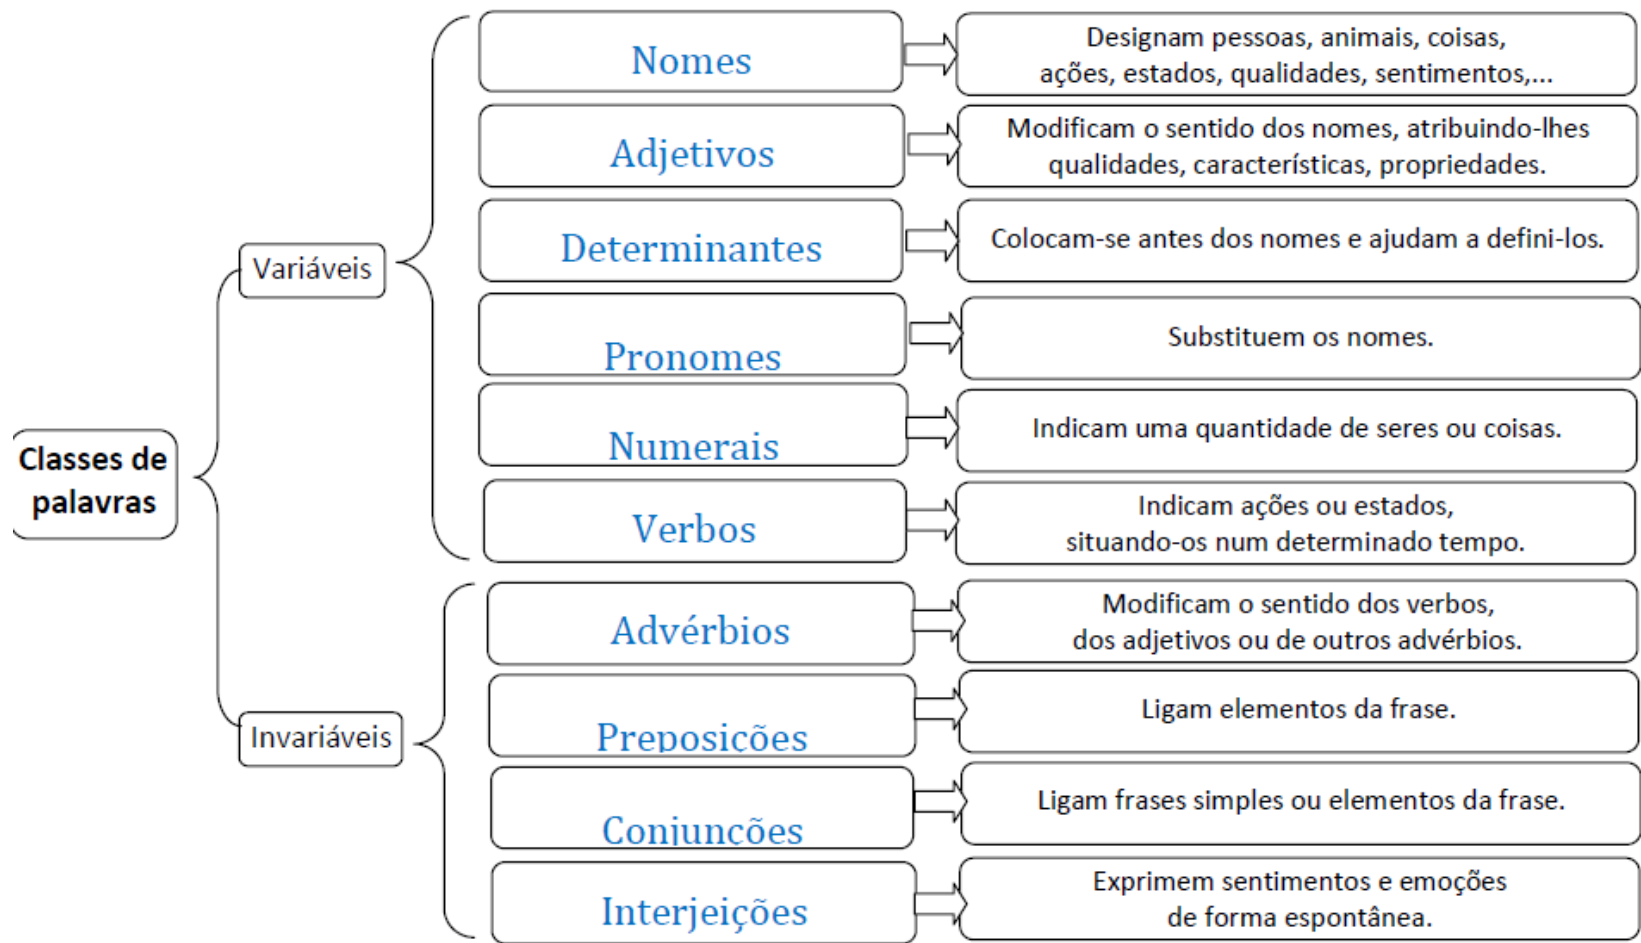 Classes de
palavras
Variáveis
Nomes
Designam pessoas, animais, coisas,
ações, estados, qualidades, sentimentos,...
Adjetivos
Modificam o sentido dos nomes, atribuindo-lhes
qualidades, características, propriedades.
Determinantes
Colocam-se antes dos nomes e ajudam a defini-los.
Pronomes
Substituem os nomes.
Numerais
Indicam uma quantidade de seres ou coisas.
Verbos
Indicam ações ou estados,
situando-os num determinado tempo.
Invariáveis
Advérbios
Modificam o sentido dos verbos,
dos adjetivos ou de outros advérbios.
Preposições
Ligam elementos da frase.
Conjunções
Ligam frases simples ou elementos da frase.
Interjeições
Exprimem sentimentos e emoções
de forma espontânea.